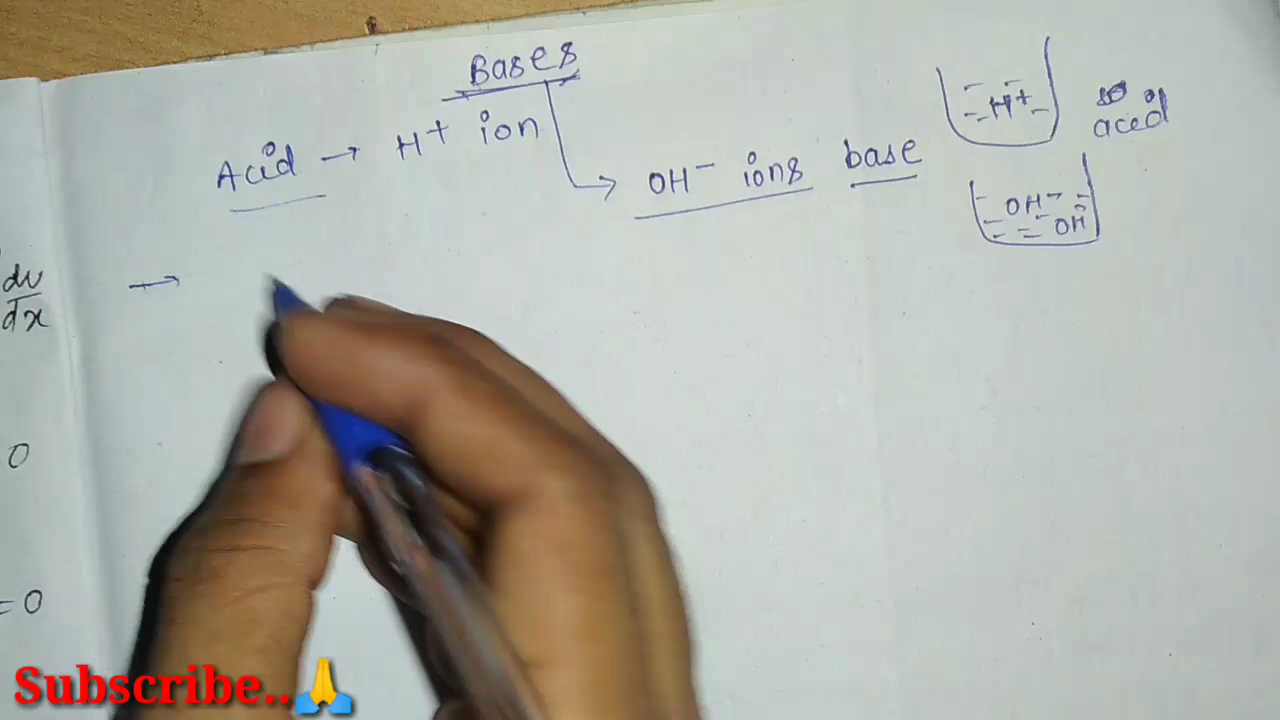 Bases
Acid → H+ ion
OH- ions base
H+
acid
OH-
OH
dv
dx
→
0
=0
Subscribe..🙏